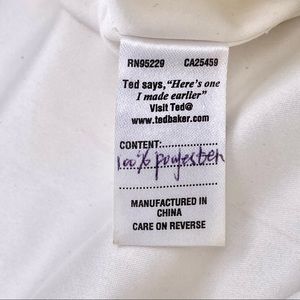 RN95229 CA25459
Ted says, "Here's one
I made earlier"
Visit Ted@
www.tedbaker.com
CONTENT:
100% polyester
MANUFACTURED IN
CHINA
CARE ON REVERSE